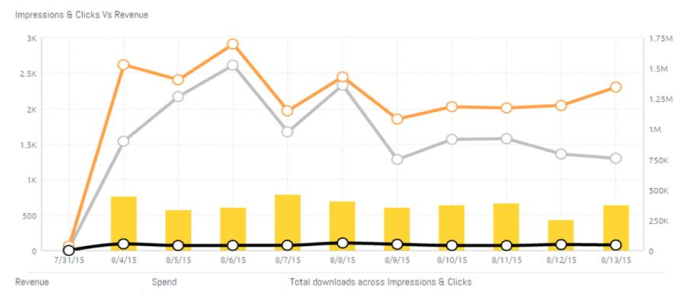 Impressions & Clicks Vs Revenue
3K 1.75M
2.5K 1.5M
2K 1.25M
1.5K 1M
1K 750K
500 500K
0 250K
0
7/31/15 8/4/15 8/5/15 8/6/15 8/7/15 8/8/15 8/9/15 8/10/15 8/11/15 8/12/15 8/13/15
Revenue Spend Total downloads across Impressions & Clicks